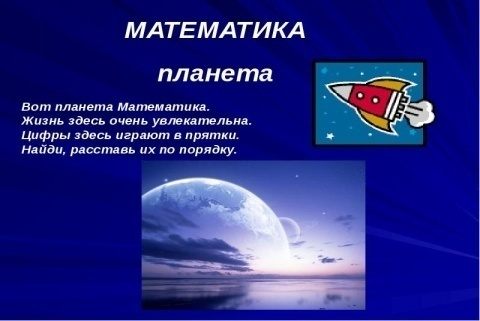 МАТЕМАТИКА
планета
Вот планета Математика.
Жизнь здесь очень увлекательна.
Цифры здесь играют в прятки.
Найди, расставь их по порядку.